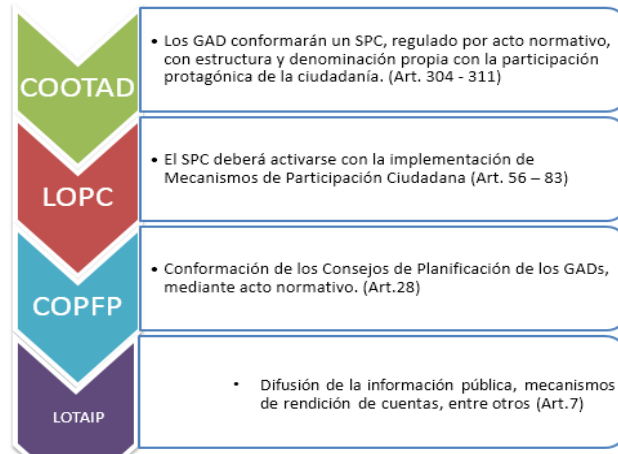 COOTAD
• Los GAD conformarán un SPC, regulado por acto normativo,
con estructura y denominación propia con la participación
protagónica de la ciudadanía. (Art. 304 - 311)
LOPC
• El SPC deberá activarse con la implementación de
Mecanismos de Participación Ciudadana (Art. 56 – 83)
COPFP
• Conformación de los Consejos de Planificación de los GADs,
mediante acto normativo. (Art.28)
LOTAIP
• Difusión de la información pública, mecanismos
de rendición de cuentas, entre otros (Art.7)